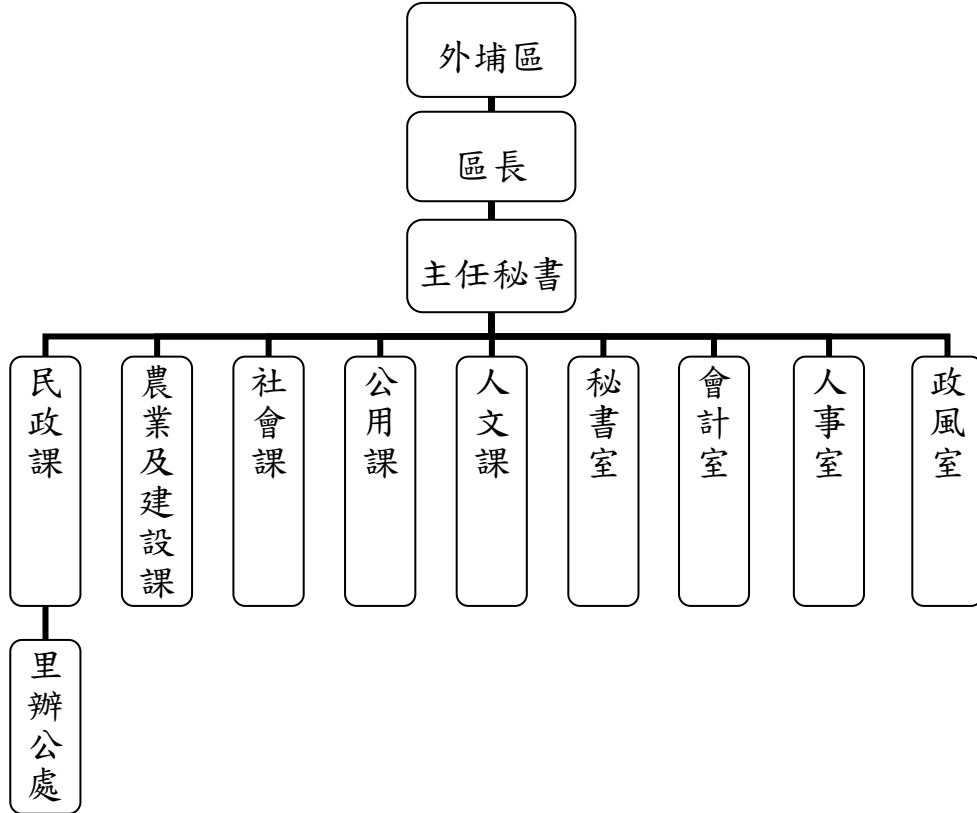 外埔區
區長
主任秘書
民政課
農業及建設課
社會課
公用課
人文課
秘書室
會計室
人事室
政風室
里辦公處